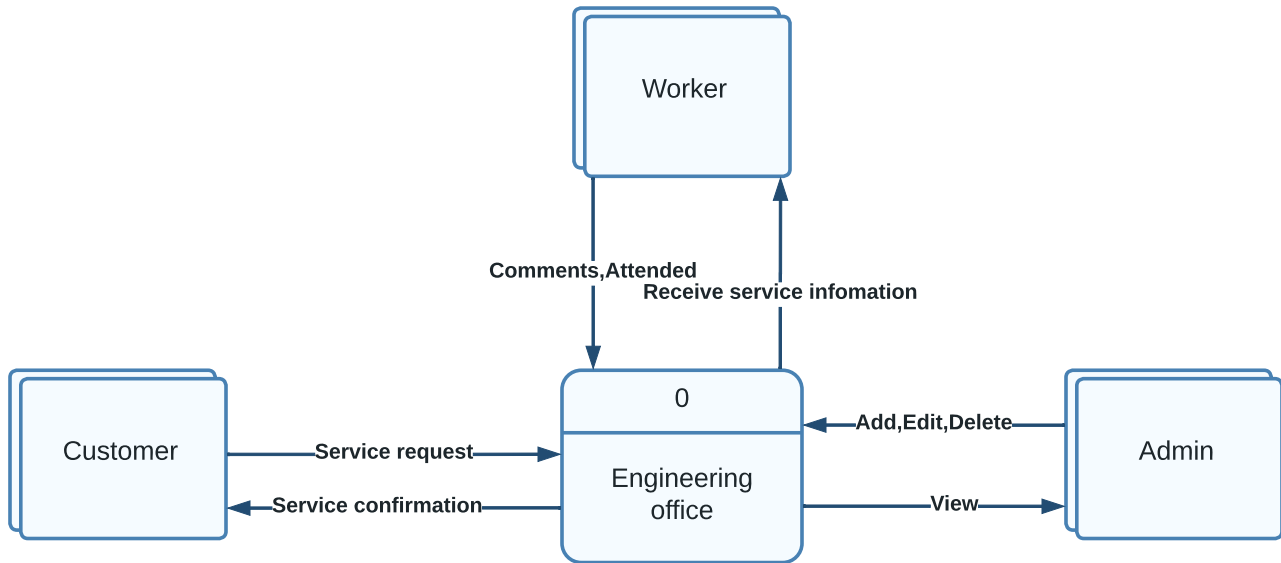 Worker
Comments,Attended
Receive service infomation
0
Add,Edit,Delete
Customer
Service request
Admin
Engineering
office
Service confirmation
View